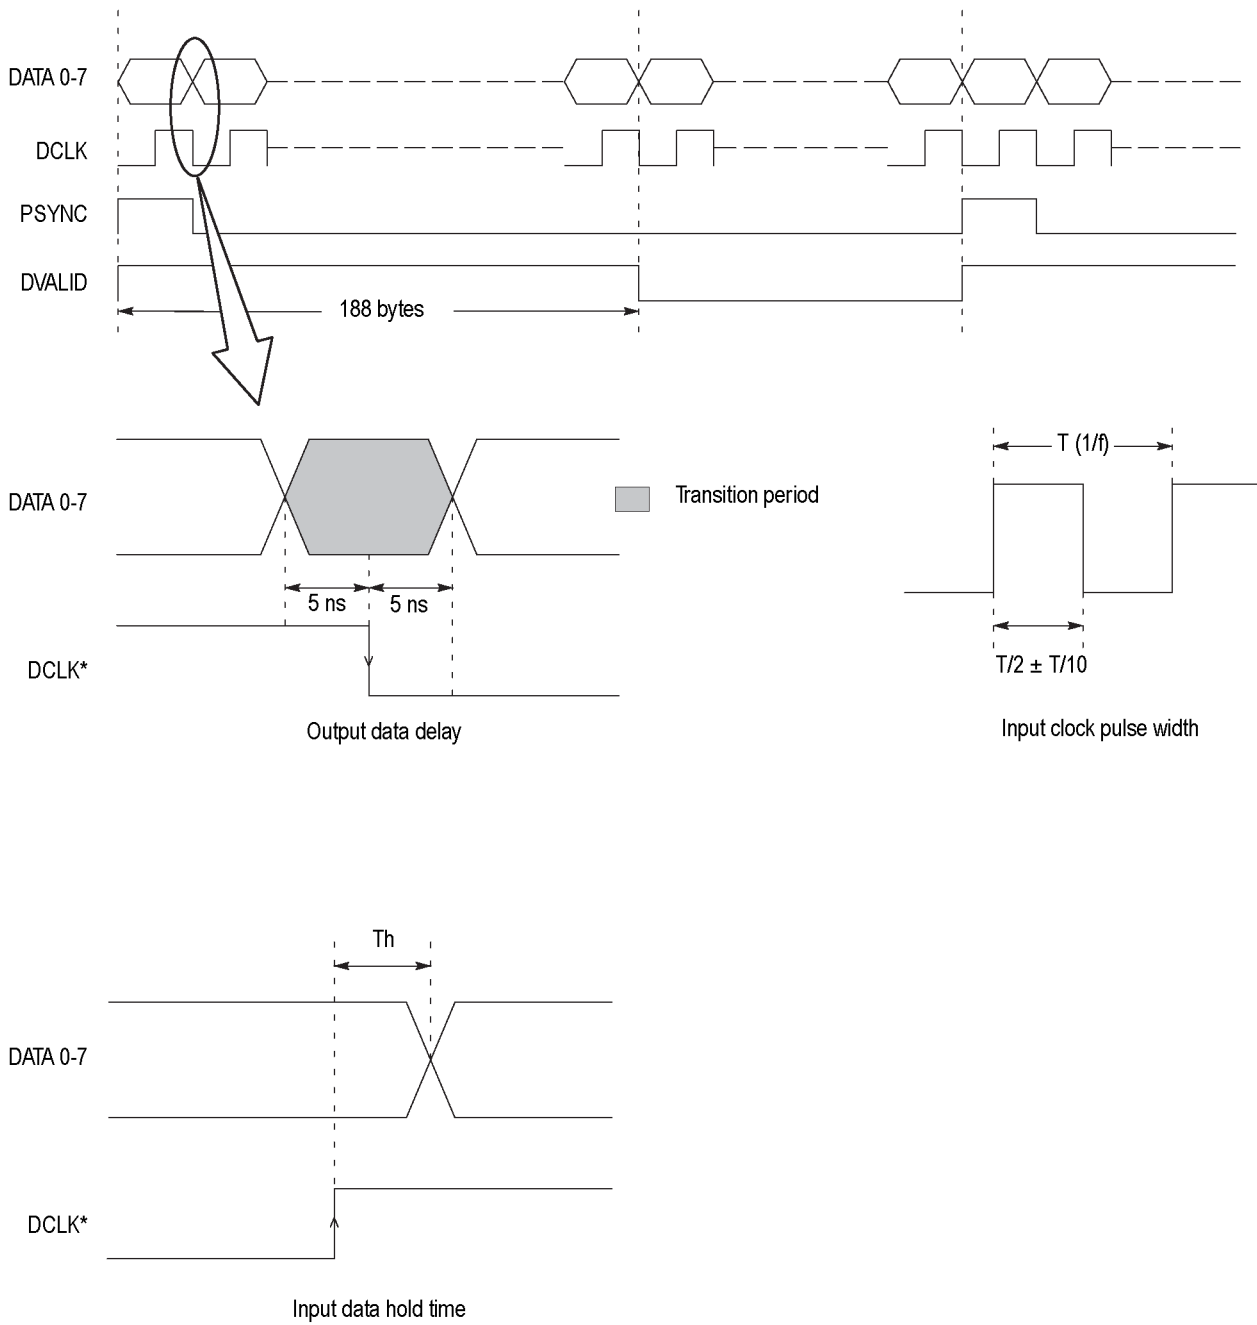 DATA 0-7
DCLK
PSYNC
DVALID
188 bytes
T (1/f)
DATA 0-7
Transition period
5 ns
5 ns
DCLK*
T/2 ± T/10
Output data delay
Input clock pulse width
Th
DATA 0-7
DCLK*
Input data hold time